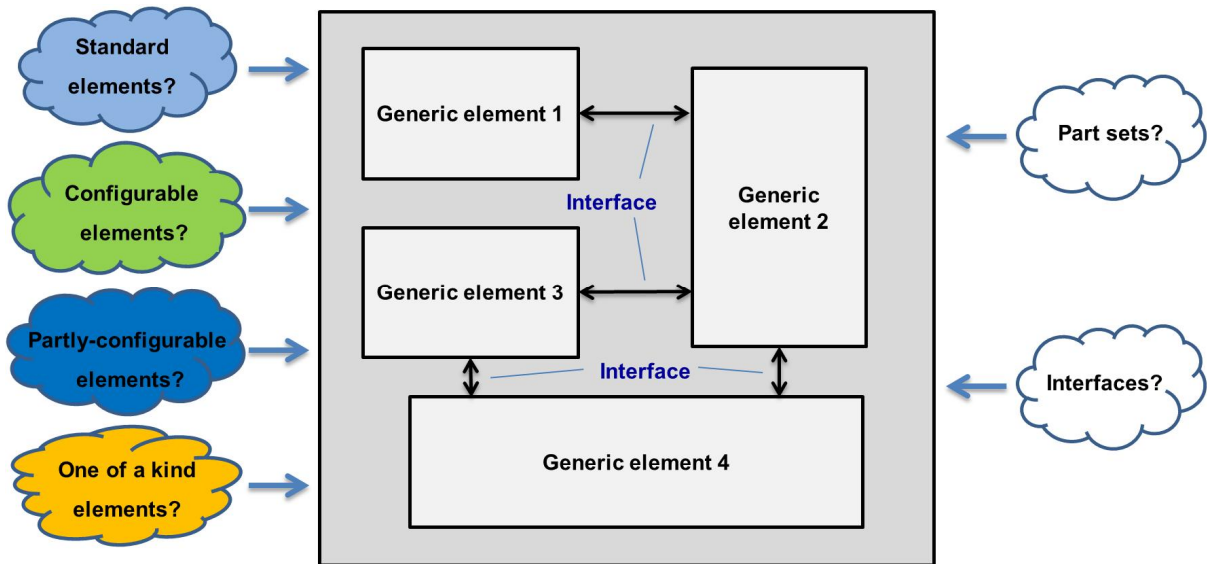 Standard
elements?
Configurable
elements?
Partly-configurable
elements?
One of a kind
elements?
Generic element 1
Generic
element 2
Interface
Generic element 3
Interface
Generic element 4
Part sets?
Interfaces?